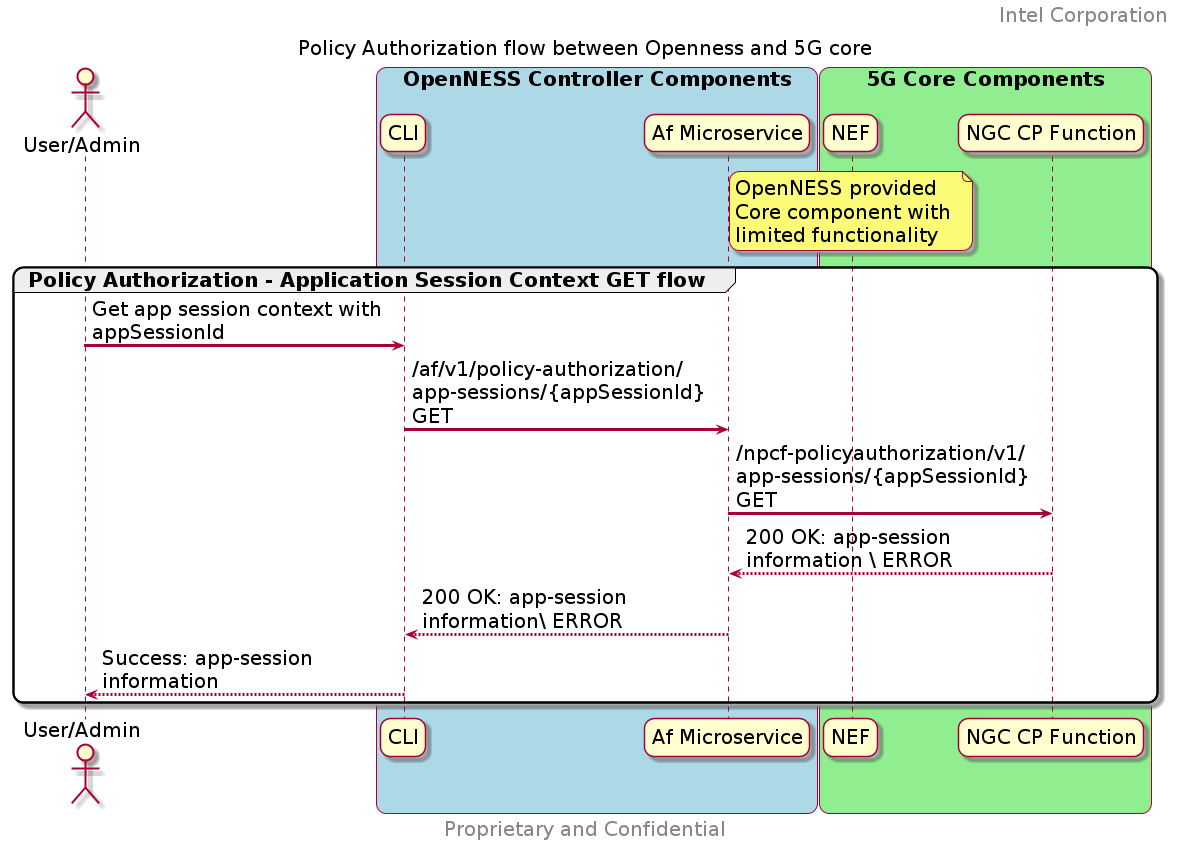 Intel Corporation
Policy Authorization flow between Openness and 5G core
OpenNESS Controller Components
5G Core Components
User/Admin
CLI
Af Microservice
NEF
NGC CP Function
OpenNESS provided
Core component with
limited functionality
Policy Authorization - Application Session Context GET flow
Get app session context with
appSessionId
/af/v1/policy-authorization/
app-sessions/{appSessionId}
GET
/npcf-policyauthorization/v1/
app-sessions/{appSessionId}
GET
200 OK: app-session
information \ ERROR
200 OK: app-session
information\ ERROR
Success: app-session
information
User/Admin
CLI
Af Microservice
NEF
NGC CP Function
Proprietary and Confidential